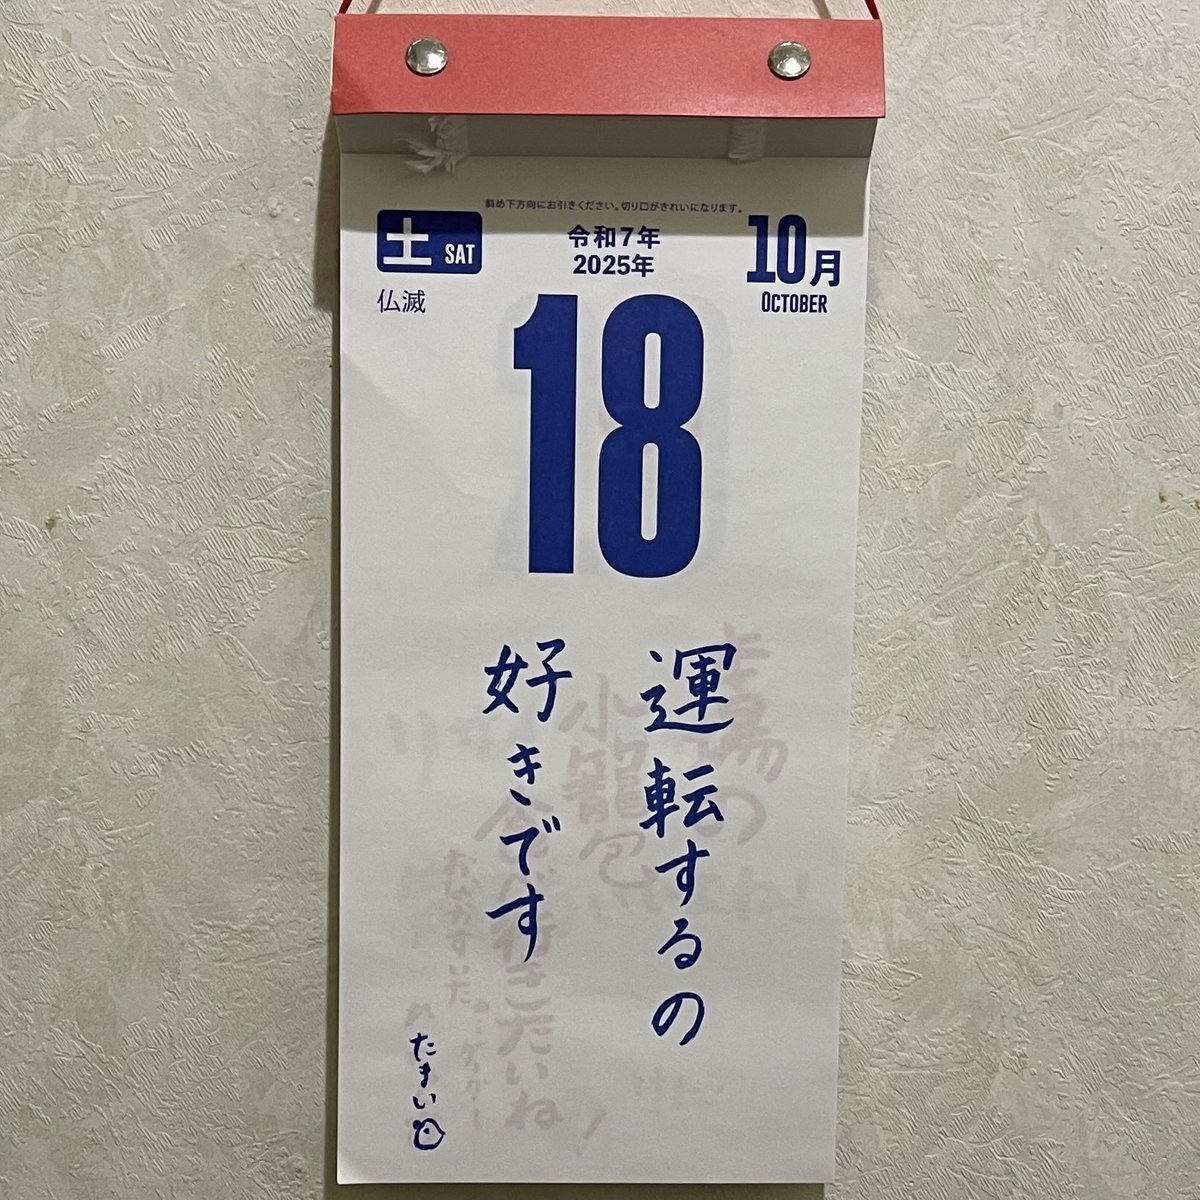 斜め下方向にお引きください。切り口がきれいになります。
土 SAT
令和7年
2025年
10月
OCTOBER
仏滅
18
運転するの
好きです
たまい